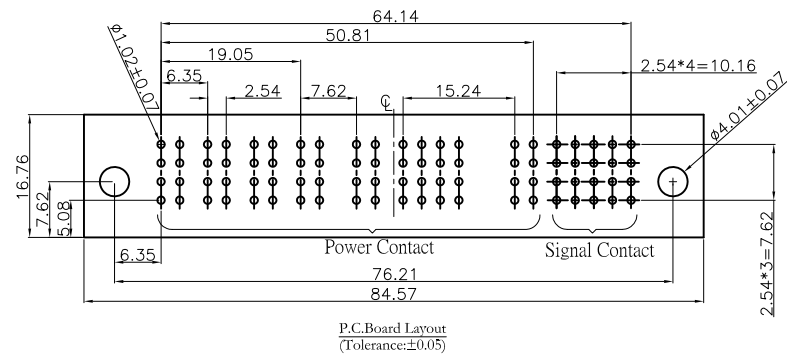 64.14
50.81
19.05
2.54*4=10.16
6.35
2.54
7.62
15.24
℄
ø1.02±0.07
ø4.01±0.07
16.76
7.62
5.08
2.54*3=7.62
Power Contact
Signal Contact
6.35
76.21
84.57
P.C.Board Layout
(Tolerance:±0.05)